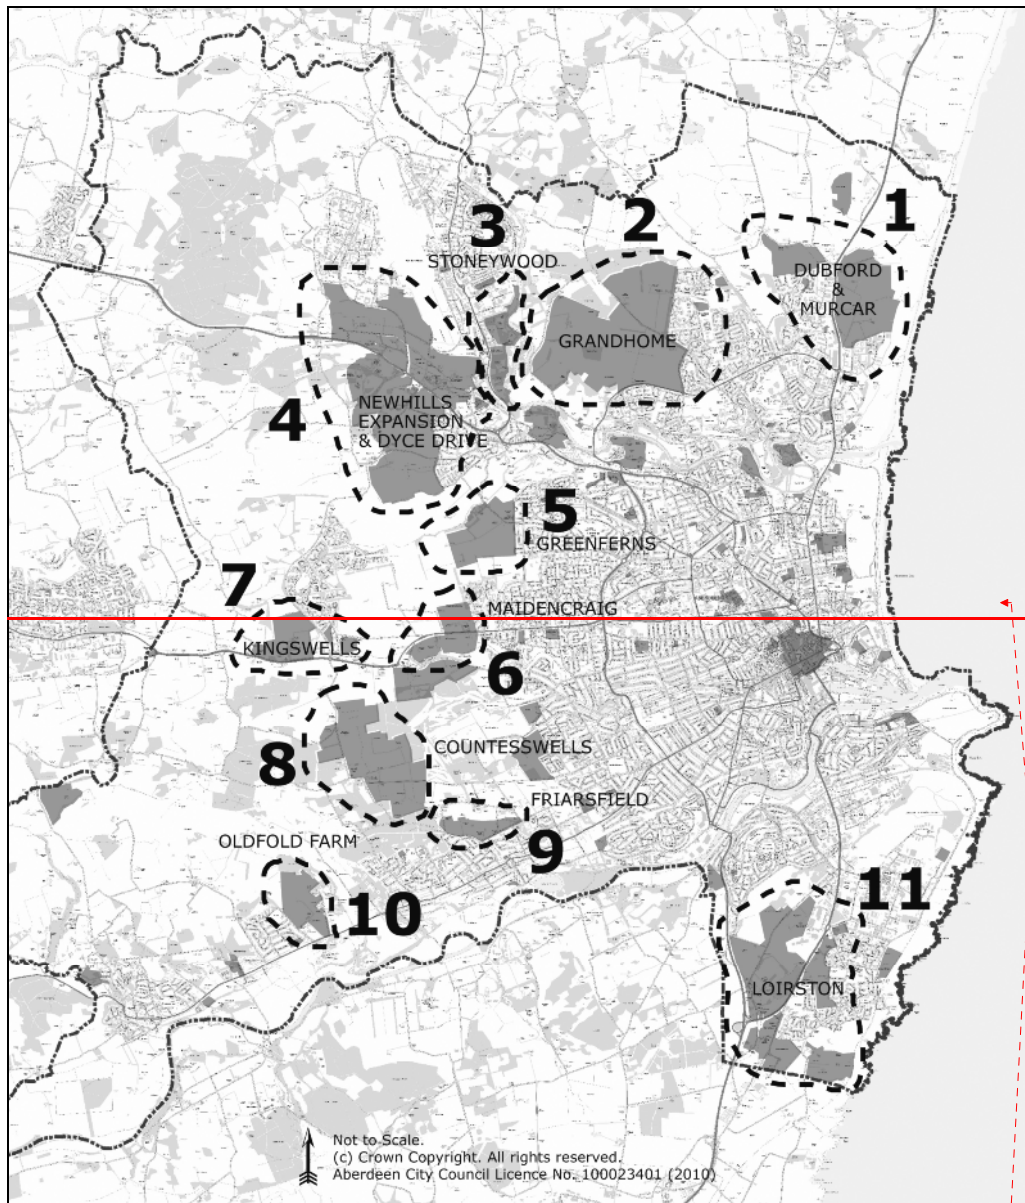 1
2
3
STONEYWOOD
DUBFORD
&
MURCAR
GRANDHOME
4
NEWHILLS
EXPANSION
& DYCE DRIVE
5
GREENFERNS
7
MAIDENCRAIG
KINGSWELLS
6
8
COUNTESSWELLS
FRIARSFIELD
OLDFOLD FARM
9
10
11
LOIRSTON
Not to Scale.
(c) Crown Copyright. All rights reserved.
Aberdeen City Council Licence No. 100023401 (2010)